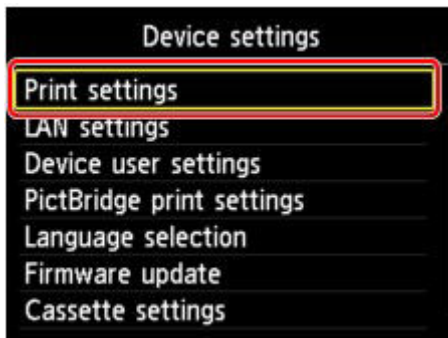 Device settings
Print settings
LAN settings
Device user settings
PictBridge print settings
Language selection
Firmware update
Cassette settings